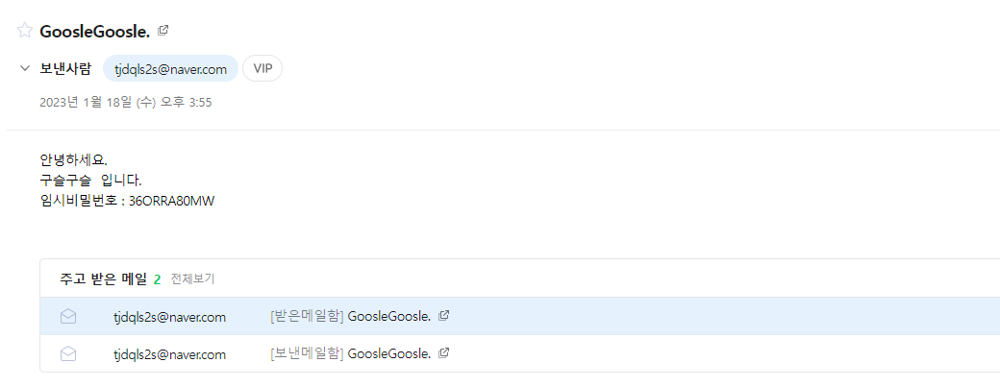 GoosleGoosle.
보낸사람 tjdqls2s@naver.com VIP
2023년 1월 18일 (수) 오후 3:55
안녕하세요.
구슬구슬 입니다.
임시비밀번호 : 36ORRA80MW
주고 받은 메일 2 전체보기
tjdqls2s@naver.com [받은메일함] GoosleGoosle.
tjdqls2s@naver.com [보낸메일함] GoosleGoosle.